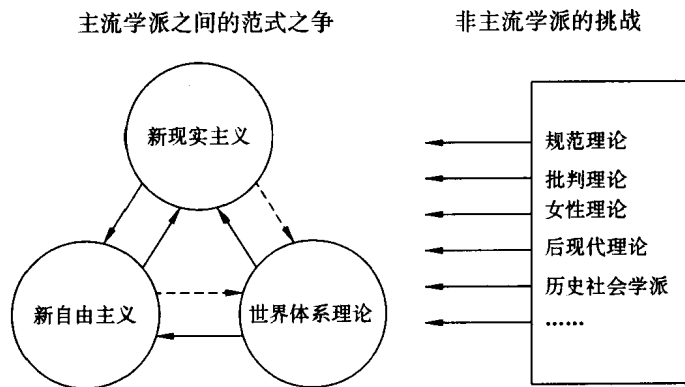 主流学派之间的范式之争
非主流学派的挑战
新现实主义
新自由主义
世界体系理论
规范理论
批判理论
女性理论
后现代理论
历史社会学派
……